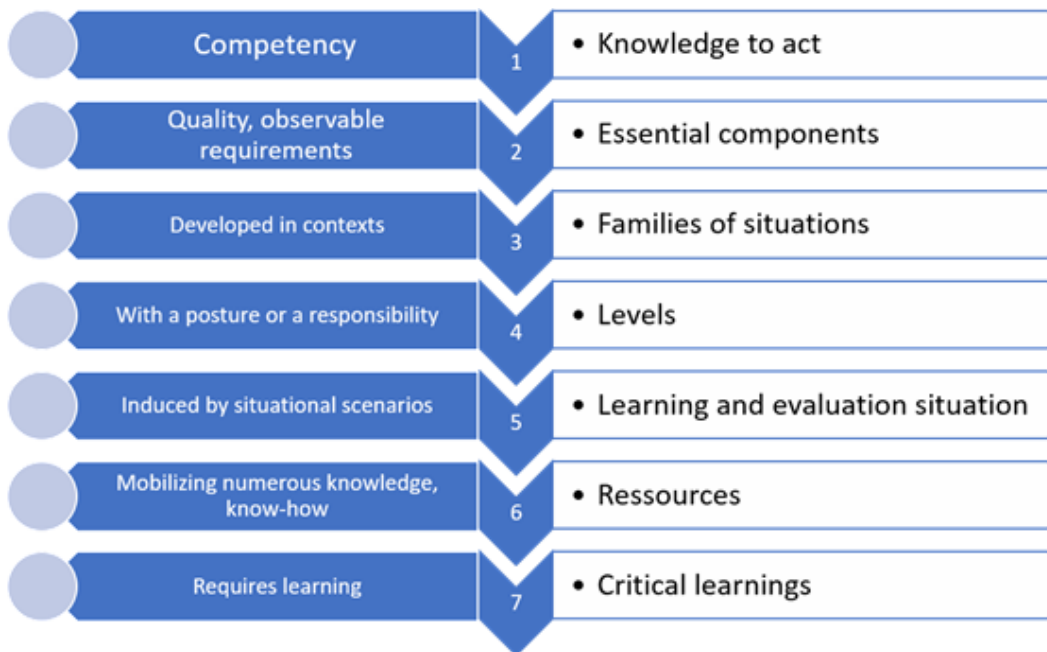 Competency
1
• Knowledge to act
Quality, observable
requirements
2
• Essential components
Developed in contexts
3
• Families of situations
With a posture or a responsibility
4
• Levels
Induced by situational scenarios
5
• Learning and evaluation situation
Mobilizing numerous knowledge,
know-how
6
• Ressources
Requires learning
7
• Critical learnings